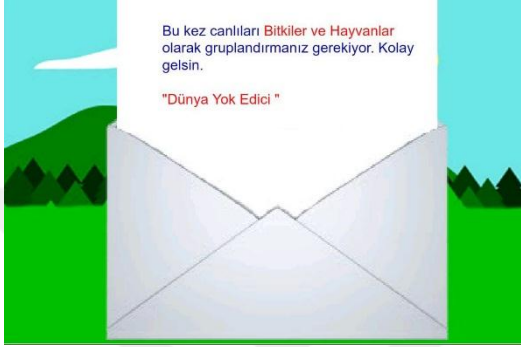 Bu kez canlıları Bitkiler ve Hayvanlar
olarak gruplandırmanız gerekiyor. Kolay
gelsin.
"Dünya Yok Edici "